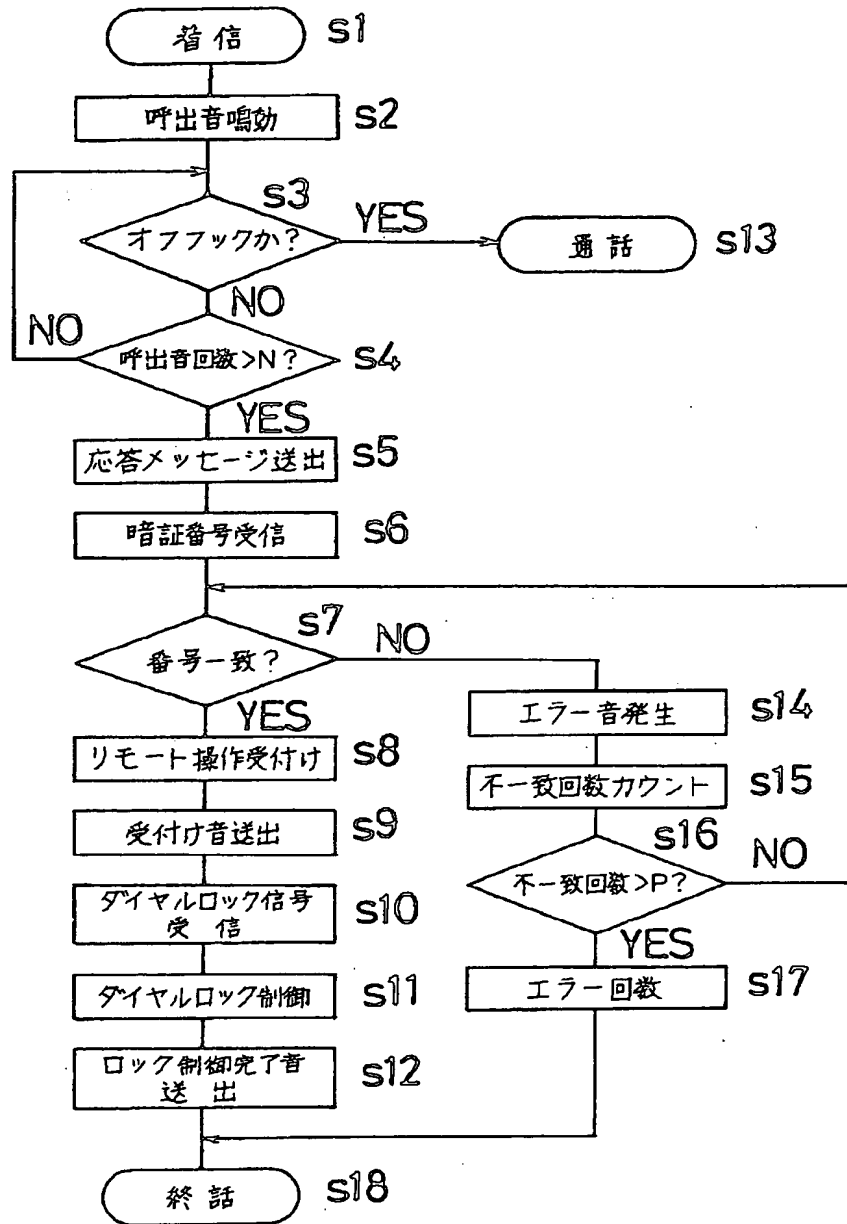 着信
s1
呼出音鳴効
s2
s3
オフフックか?
YES
通話
s13
NO
NO
呼出音回数>N?
s4
YES
応答メッセージ送出
s5
暗証番号受信
s6
s7
番号一致?
NO
YES
エラー音発生
s14
リモート操作受付け
s8
不一致回数カウント
s15
受付け音送出
s9
s16
不一致回数>P?
NO
ダイヤルロック信号
受信
s10
YES
ダイヤルロック制御
s11
エラー回数
s17
ロック制御完了音
送出
s12
終話
s18